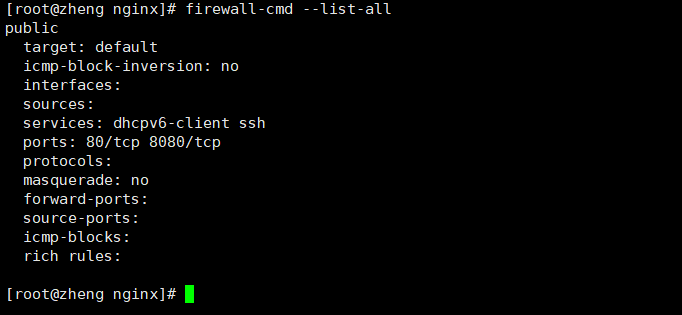 [root@zheng nginx]# firewall-cmd --list-all
public
  target: default
  icmp-block-inversion: no
  interfaces:
  sources:
  services: dhcpv6-client ssh
  ports: 80/tcp 8080/tcp
  protocols:
  masquerade: no
  forward-ports:
  source-ports:
  icmp-blocks:
  rich rules:

[root@zheng nginx]#